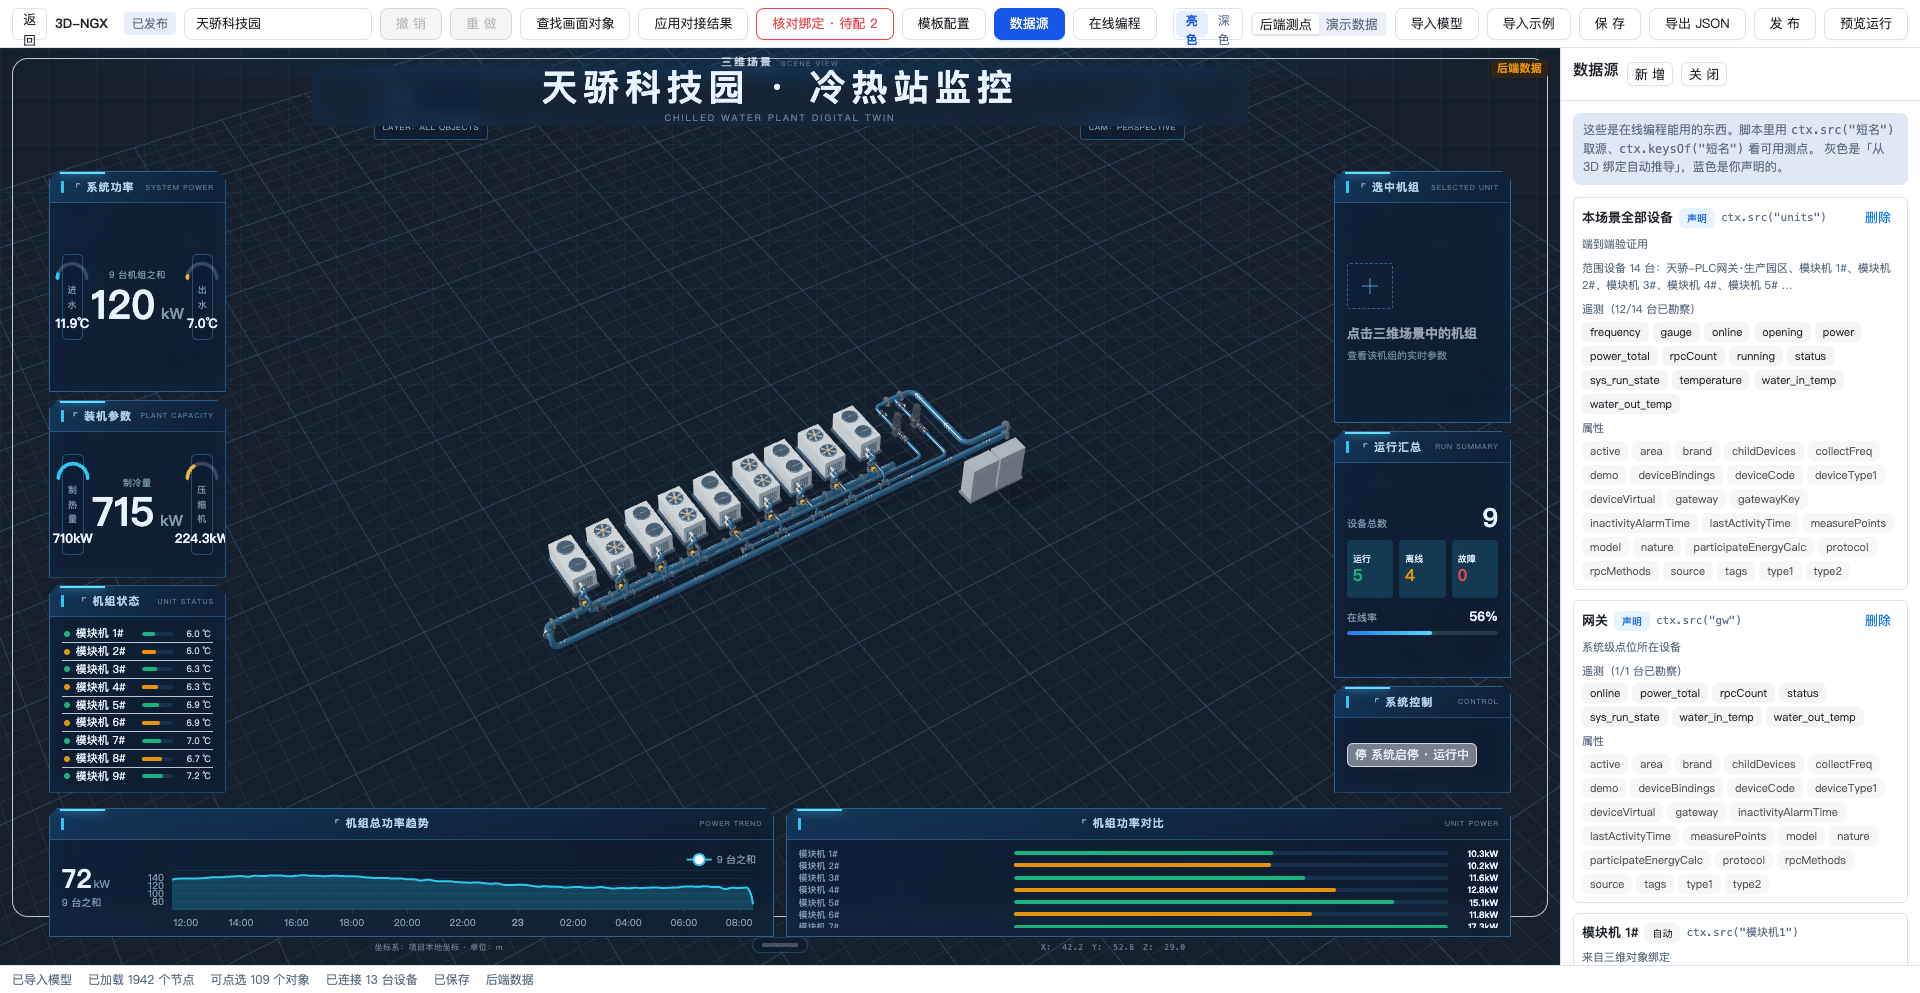 返回
3D-NGX
已发布
天骄科技园
撤 销
重 做
查找画面对象
应用对接结果
核对绑定 · 待配 2
模板配置
数据源
在线编程
亮色
深色
后端测点
演示数据
导入模型
导入示例
保 存
导出 JSON
发 布
预览运行
三维场景 SCENE VIEW
天骄科技园 · 冷热站监控
CHILLED WATER PLANT DIGITAL TWIN
LAYER: ALL OBJECTS
CAM: PERSPECTIVE
后端数据
「 系统功率 SYSTEM POWER
9 台机组之和
进水
11.9℃
120 kW
出水
7.0℃
「 装机参数 PLANT CAPACITY
制冷量
制热量
710kW
715 kW
压缩机
224.3kW
「 机组状态 UNIT STATUS
模块机 1# 6.0 ℃
模块机 2# 6.0 ℃
模块机 3# 6.3 ℃
模块机 4# 6.3 ℃
模块机 5# 6.9 ℃
模块机 6# 6.9 ℃
模块机 7# 7.0 ℃
模块机 8# 6.7 ℃
模块机 9# 7.2 ℃
「 选中机组 SELECTED UNIT
点击三维场景中的机组
查看该机组的实时参数
「 运行汇总 RUN SUMMARY
设备总数 9
运行 5
离线 4
故障 0
在线率 56%
「 系统控制 CONTROL
停 系统启停 · 运行中
「 机组总功率趋势 POWER TREND
9 台之和
72 kW
9 台之和
140
120
100
80
12:00 14:00 16:00 18:00 20:00 22:00 23 02:00 04:00 06:00 08:00
「 机组功率对比 UNIT POWER
模块机 1# 10.3kW
模块机 2# 10.2kW
模块机 3# 11.6kW
模块机 4# 12.8kW
模块机 5# 15.1kW
模块机 6# 11.8kW
模块机 7# 17.3kW
坐标系: 项目本地坐标 · 单位: m
X: 42.2 Y: 52.8 Z: 29.0
已导入模型 已加载 1942 个节点 可点选 109 个对象 已连接 13 台设备 已保存 后端数据
数据源 新 增 关 闭
这些是在线编程能用的东西。脚本里用 ctx.src("短名")
取源、ctx.keysOf("短名") 看可用测点。 灰色是「从
3D 绑定自动推导」，蓝色是你声明的。
本场景全部设备 声明 ctx.src("units") 删除
端到端验证用
范围设备 14 台：天骄-PLC网关·生产园区、模块机 1#、模块机
2#、模块机 3#、模块机 4#、模块机 5# ...
遥测（12/14 台已勘察）
frequency gauge online opening power
power_total rpcCount running status
sys_run_state temperature water_in_temp
water_out_temp
属性
active area brand childDevices collectFreq
demo deviceBindings deviceCode deviceType1
deviceVirtual gateway gatewayKey
inactivityAlarmTime lastActivityTime measurePoints
model nature participateEnergyCalc protocol
rpcMethods source tags type1 type2
网关 声明 ctx.src("gw") 删除
系统级点位所在设备
遥测（1/1 台已勘察）
online power_total rpcCount status
sys_run_state water_in_temp water_out_temp
属性
active area brand childDevices collectFreq
demo deviceBindings deviceCode deviceType1
deviceVirtual gateway inactivityAlarmTime
lastActivityTime measurePoints model nature
participateEnergyCalc protocol rpcMethods
source tags type1 type2
模块机 1# 自动 ctx.src("模块机1")
来自三维对象绑定